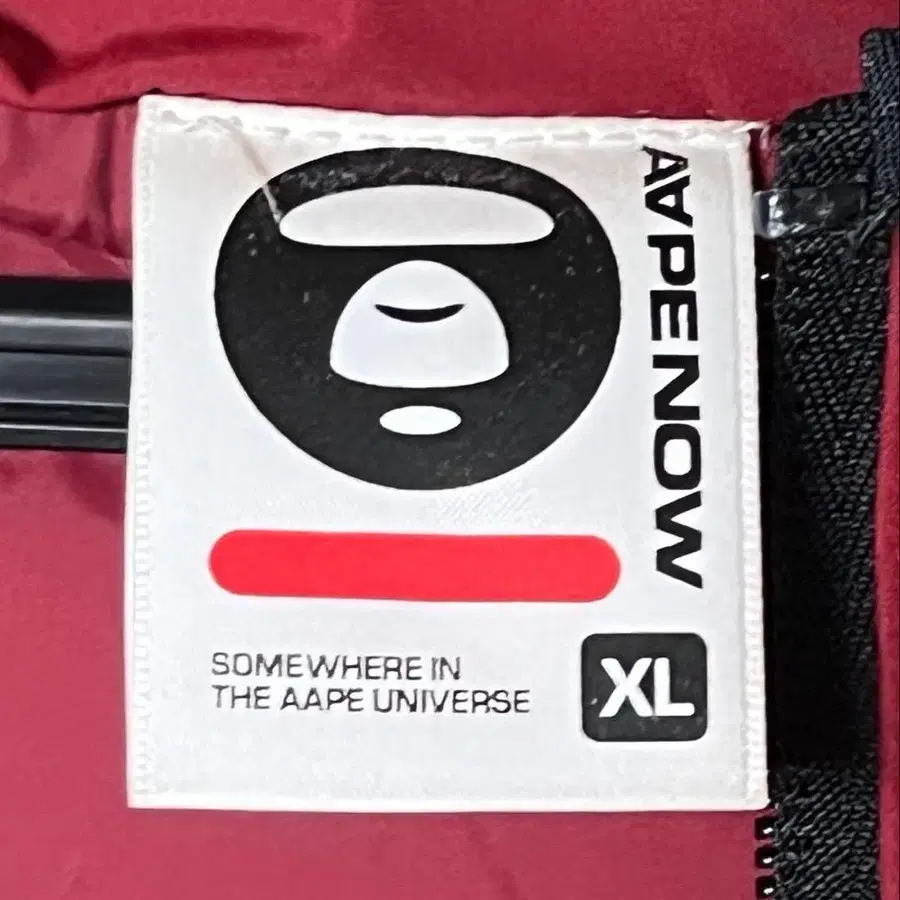 AAPENOW
SOMEWHERE IN
THE AAPE UNIVERSE
XL